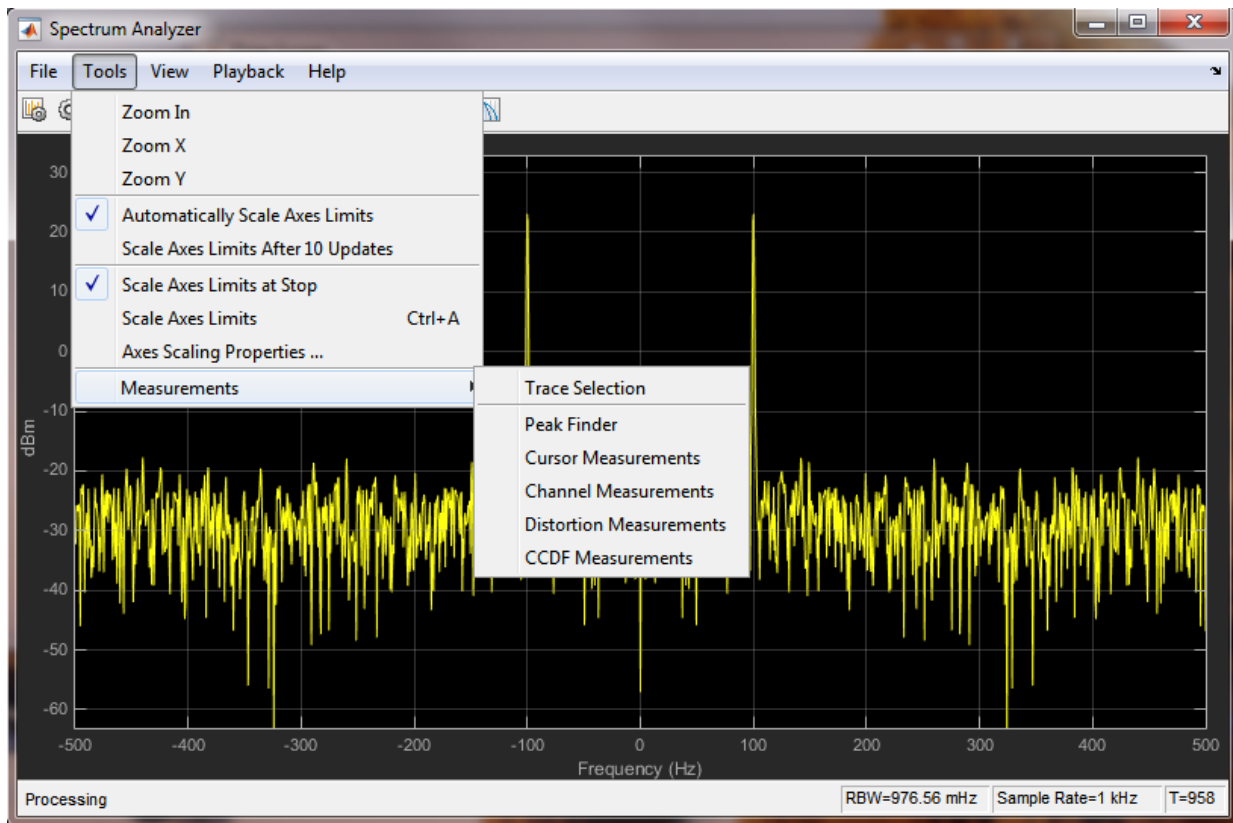 Spectrum Analyzer
File Tools View Playback Help
Zoom In
Zoom X
Zoom Y
Automatically Scale Axes Limits
Scale Axes Limits After 10 Updates
Scale Axes Limits at Stop
Scale Axes Limits Ctrl+A
Axes Scaling Properties ...
Measurements
Trace Selection
Peak Finder
Cursor Measurements
Channel Measurements
Distortion Measurements
CCDF Measurements
30
20
10
0
-10
-20
-30
-40
-50
-60
dBm
-500 -400 -300 -200 -100 0 100 200 300 400 500
Frequency (Hz)
Processing RBW=976.56 mHz Sample Rate=1 kHz T=958